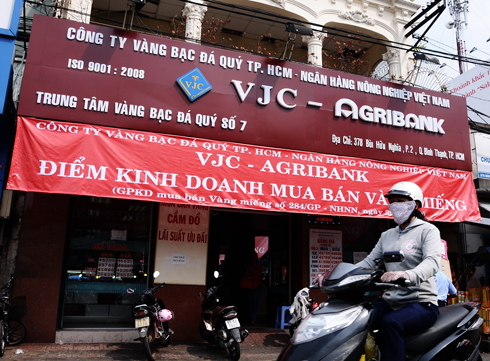 CÔNG TY VÀNG BẠC ĐÁ QUÝ TP. HCM - NGÂN HÀNG NÔNG NGHIỆP VIỆT NAM
ISO 9001 : 2008
VJC
VJC - AGRIBANK
TRUNG TÂM VÀNG BẠC ĐÁ QUÝ SỐ 7
Địa Chỉ: 378 Bùi Hữu Nghĩa, P. 2, Q. Bình Thạnh, TP. HCM
CÔNG TY VÀNG BẠC ĐÁ QUÝ TP. HCM - NGÂN HÀNG NÔNG NGHIỆP VIỆT NAM
VJC - AGRIBANK
ĐIỂM KINH DOANH MUA BÁN VÀNG MIẾNG
(GPKD mua bán Vàng miếng số 284/GP - NHNN, ngày
CẦM ĐỒ
LÃI SUẤT ƯU ĐÃI